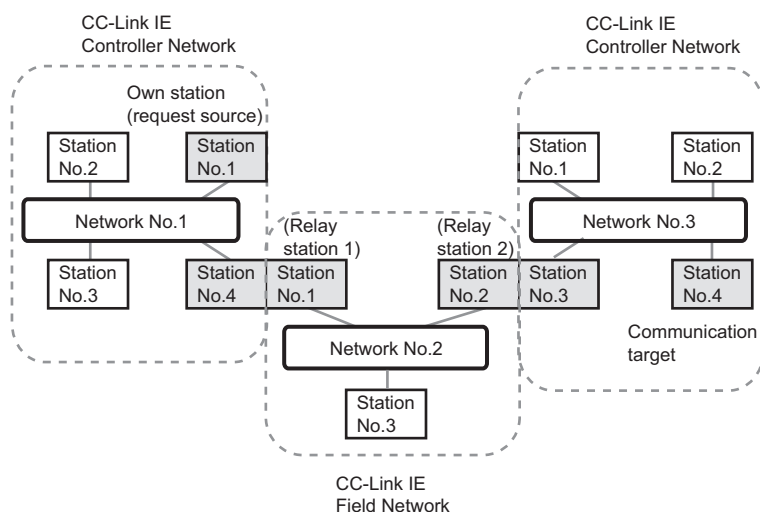 CC-Link IE
Controller Network
CC-Link IE
Controller Network
Own station
(request source)
Station
No.2
Station
No.1
Station
No.1
Station
No.2
Network No.1
Network No.3
(Relay
station 1)
(Relay
station 2)
Station
No.3
Station
No.4
Station
No.1
Station
No.2
Station
No.3
Station
No.4
Communication
target
Network No.2
Station
No.3
CC-Link IE
Field Network